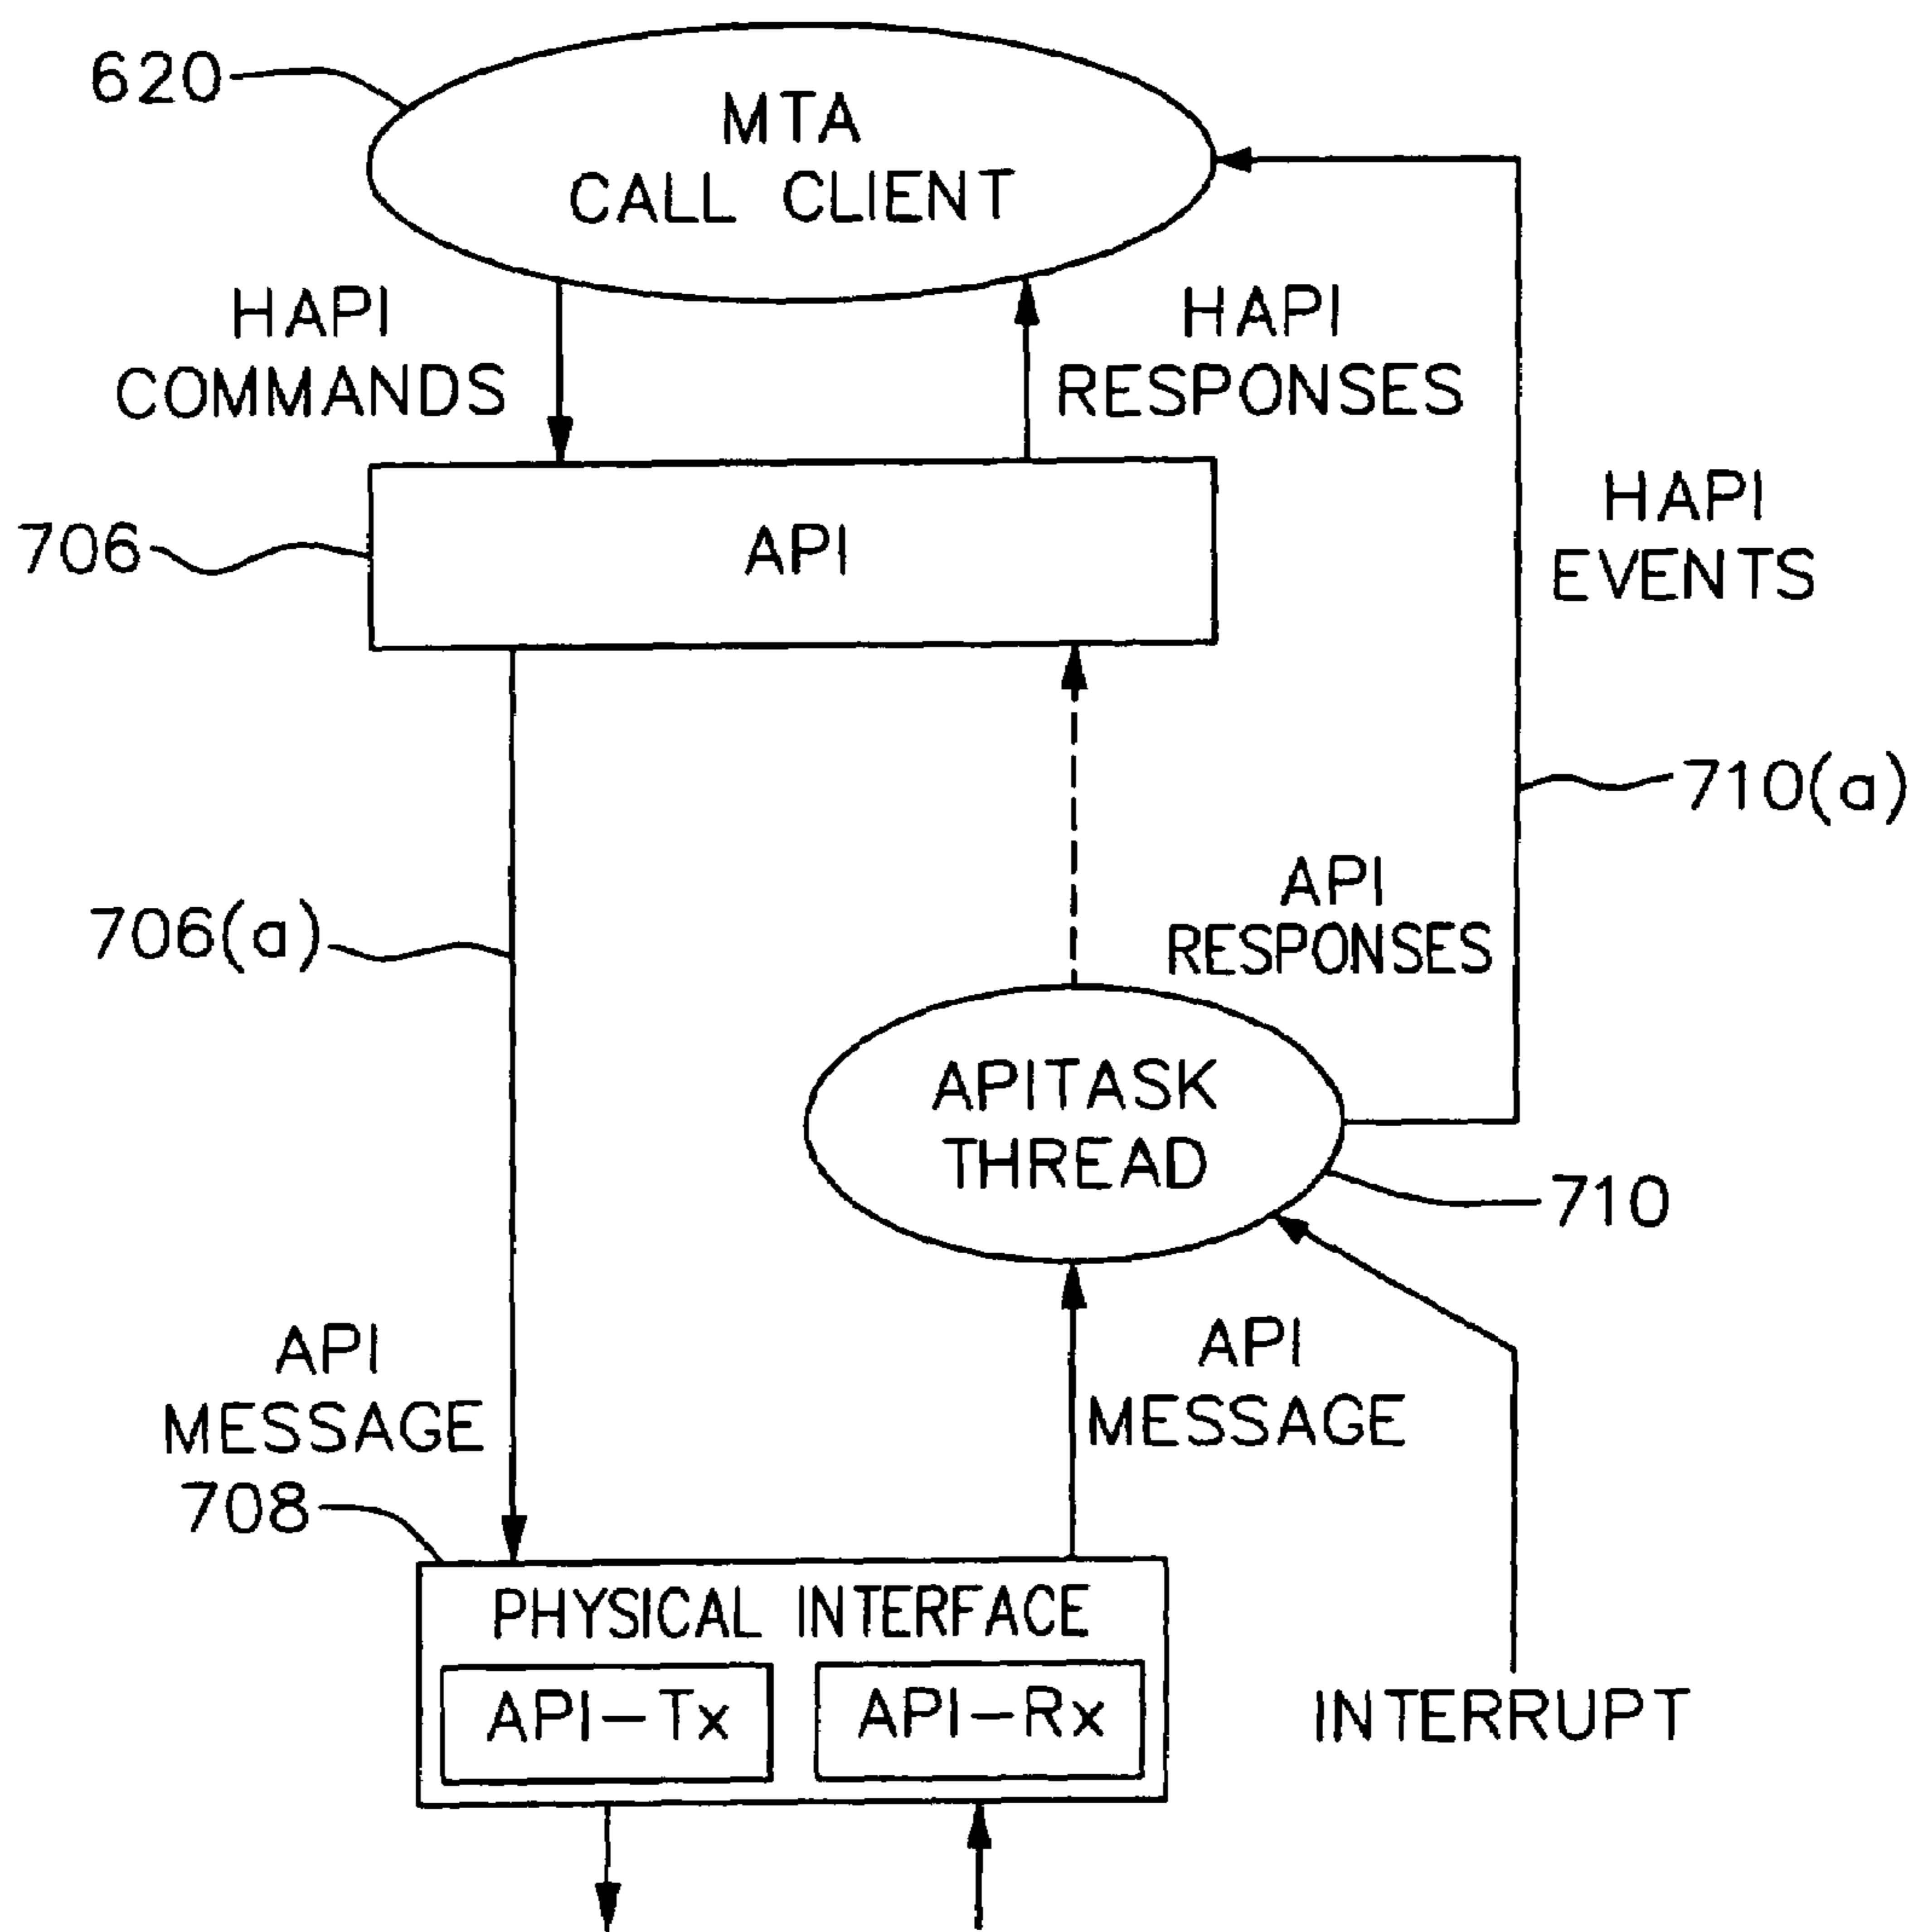 620
MTA
CALL CLIENT
HAPI
COMMANDS
HAPI
RESPONSES
706
API
HAPI
EVENTS
710(a)
706(a)
API
RESPONSES
APITASK
THREAD
710
API
MESSAGE
API
MESSAGE
708
PHYSICAL INTERFACE
API-Tx
API-Rx
INTERRUPT